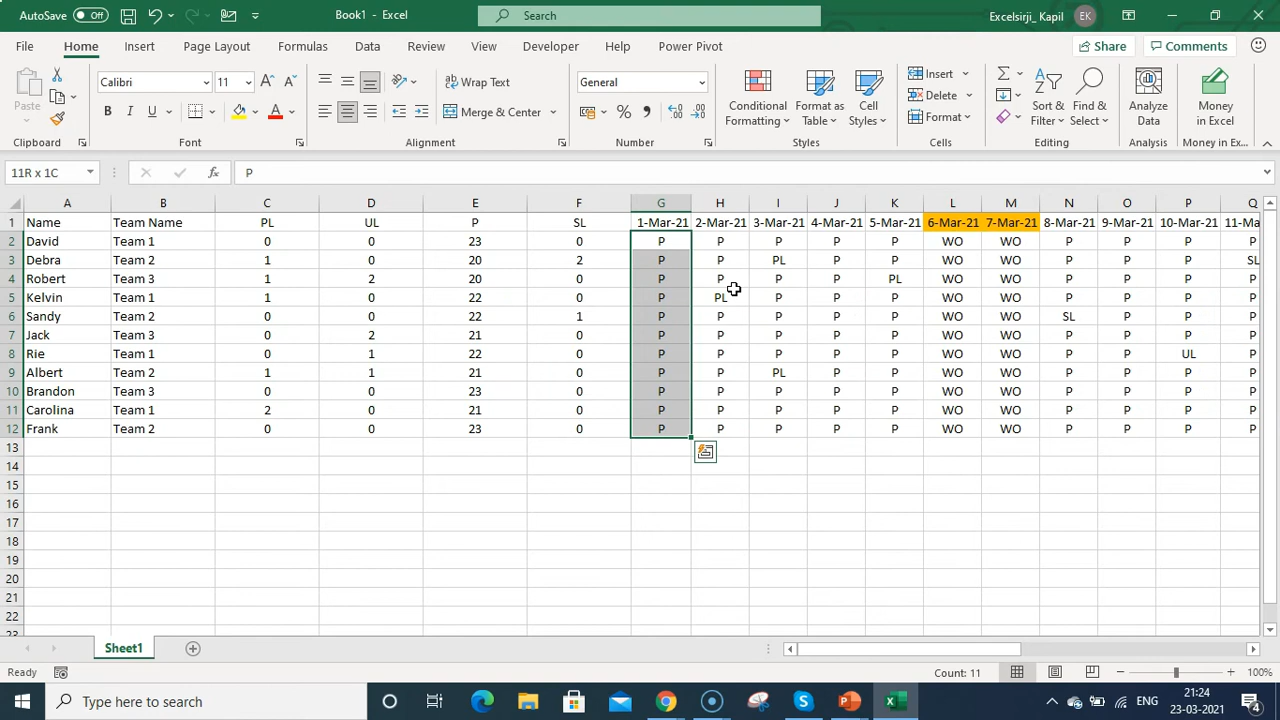 AutoSave Off Book1 - Excel Search Excelsirji_Kapil EK
File Home Insert Page Layout Formulas Data Review View Developer Help Power Pivot Share Comments
Paste Calibri 11 A A Wrap Text General Conditional Formatting Format as Table Cell Styles Insert Sort & Filter Find & Select Analyze Data Money in Excel
B I U A Merge & Center % Delete
Format
Clipboard Font Alignment Number Styles Cells Editing Analysis Money in Ex...
11R x 1C fx P
A B C D E F G H I J K L M N O P Q
1 Name Team Name PL UL P SL 1-Mar-21 2-Mar-21 3-Mar-21 4-Mar-21 5-Mar-21 6-Mar-21 7-Mar-21 8-Mar-21 9-Mar-21 10-Mar-21 11-Ma
2 David Team 1 0 0 23 0 P P P P P WO WO P P P P
3 Debra Team 2 1 0 20 2 P P PL P P WO WO P P P SL
4 Robert Team 3 1 2 20 0 P P P P PL WO WO P P P P
5 Kelvin Team 1 1 0 22 0 P PL P P P WO WO P P P P
6 Sandy Team 2 0 0 22 1 P P P P P WO WO SL P P P
7 Jack Team 3 0 2 21 0 P P P P P WO WO P P P P
8 Rie Team 1 0 1 22 0 P P P P P WO WO P P UL P
9 Albert Team 2 1 1 21 0 P P PL P P WO WO P P P P
10 Brandon Team 3 0 0 23 0 P P P P P WO WO P P P P
11 Carolina Team 1 2 0 21 0 P P P P P WO WO P P P P
12 Frank Team 2 0 0 23 0 P P P P P WO WO P P P P
13
14
15
16
17
18
19
20
21
22
23
Sheet1
Ready Count: 11 100%
Type here to search ENG 21:24
23-03-2021 4